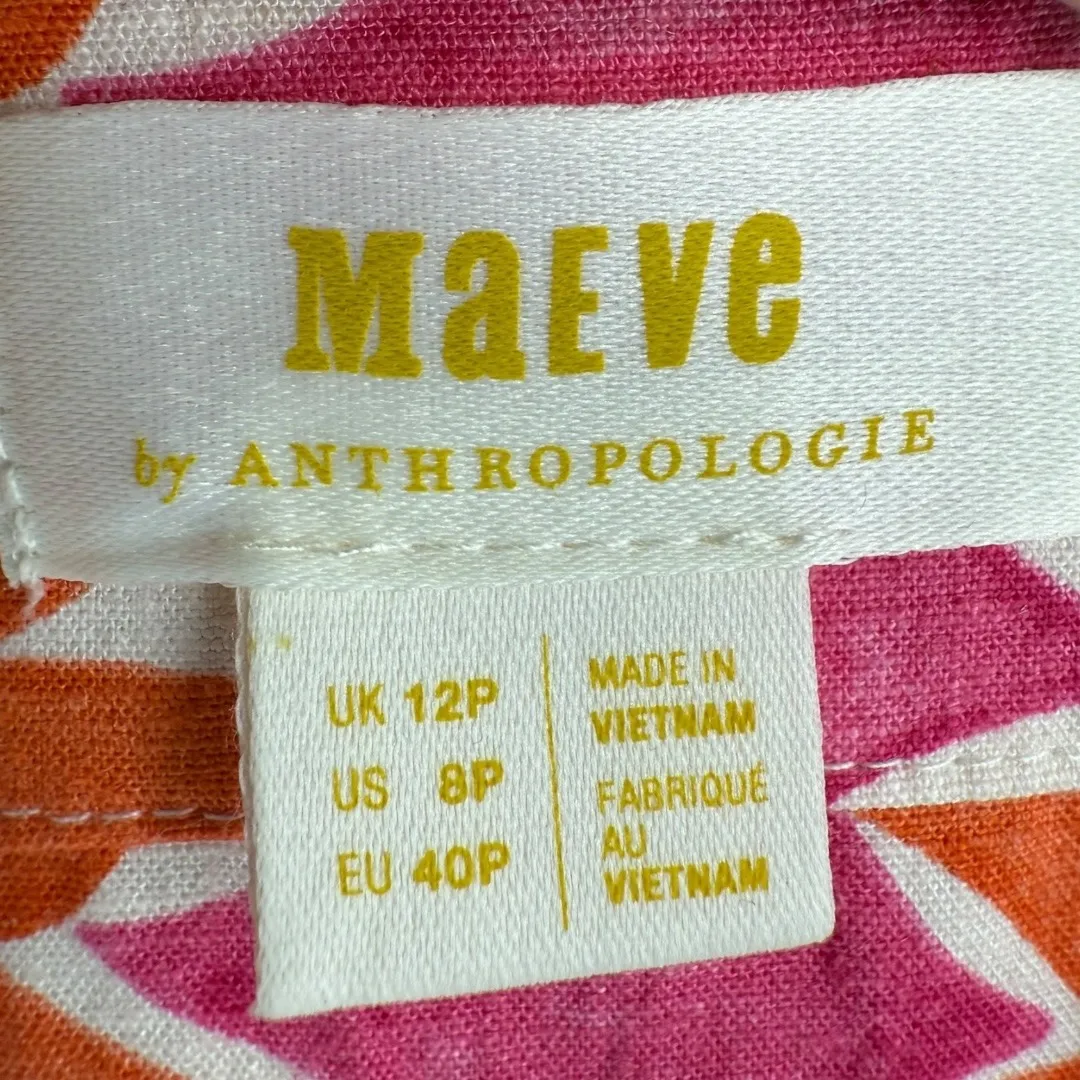 MaEVe
by ANTHROPOLOGIE
UK 12P
US 8P
EU 40P
MADE IN
VIETNAM
FABRIQUÉ
AU
VIETNAM